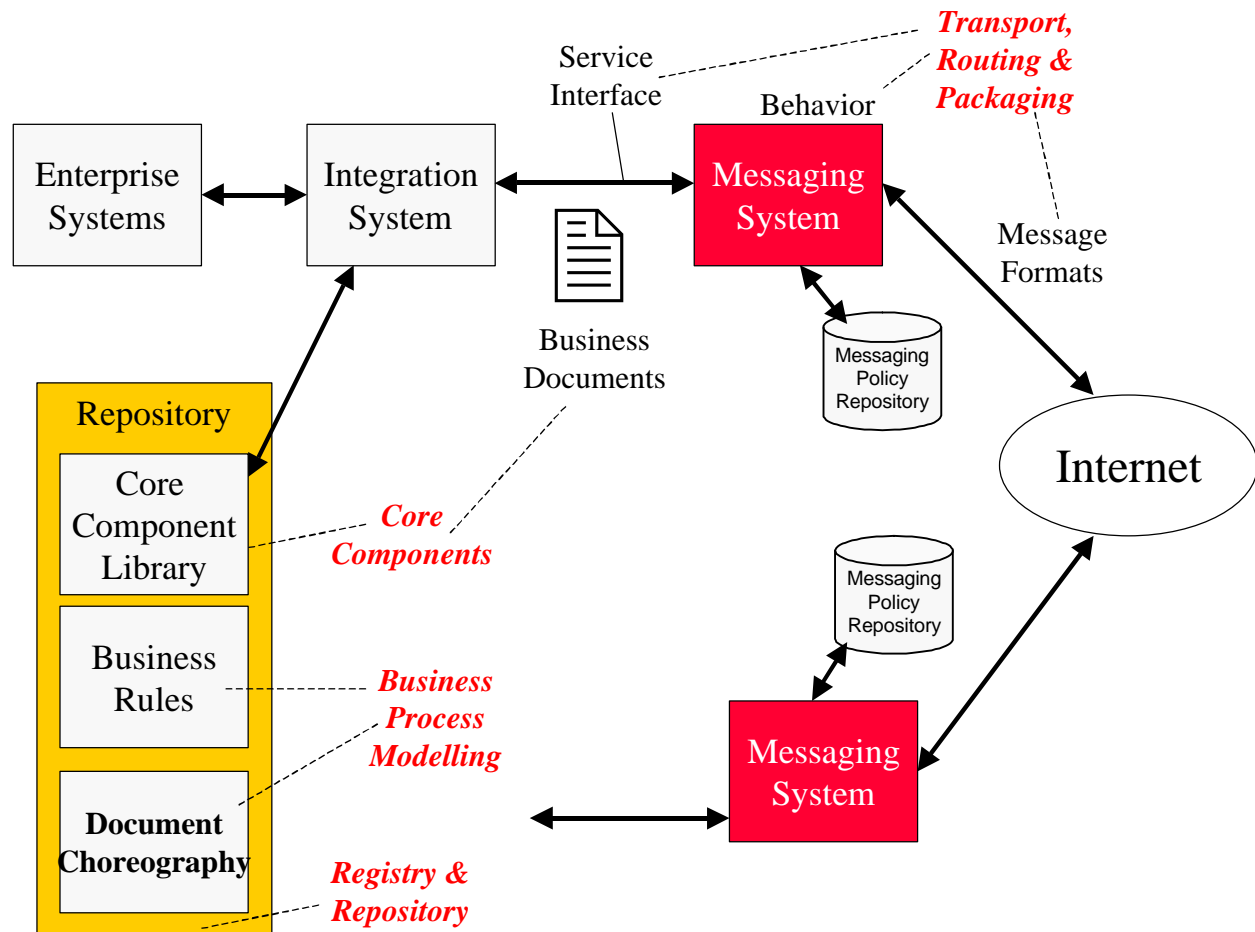 Transport,
Routing &
Packaging
Service
Interface
Behavior
Enterprise
Systems
Integration
System
Messaging
System
Message
Formats
Business
Documents
Messaging
Policy
Repository
Repository
Core
Component
Library
Internet
Core
Components
Messaging
Policy
Repository
Business
Rules
Business
Process
Modelling
Messaging
System
Document
Choreography
Registry &
Repository